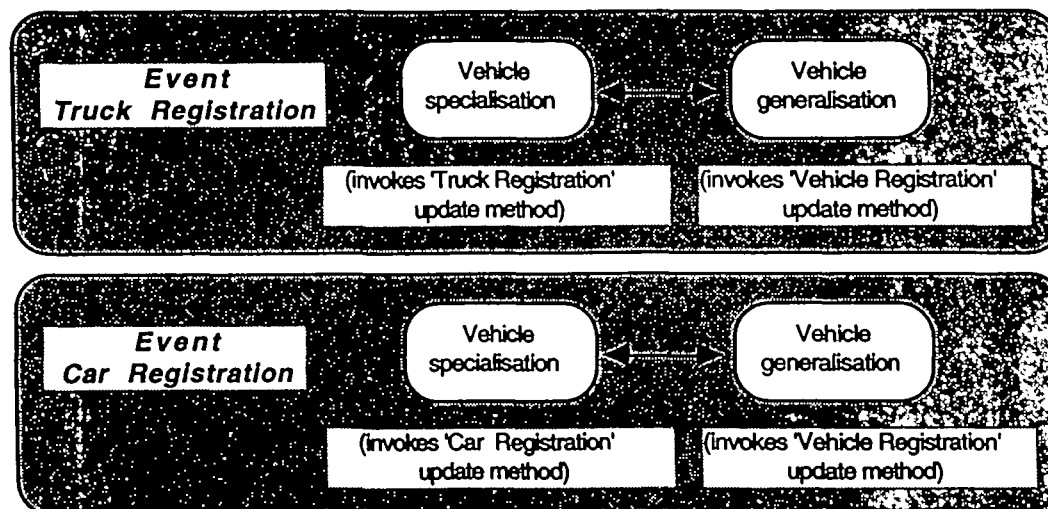 Event
Truck Registration
Vehicle
specialisation
Vehicle
generalisation
(invokes 'Truck Registration'
update method)
(invokes 'Vehicle Registration'
update method)
Event
Car Registration
Vehicle
specialisation
Vehicle
generalisation
(invokes 'Car Registration'
update method)
(invokes 'Vehicle Registration'
update method)